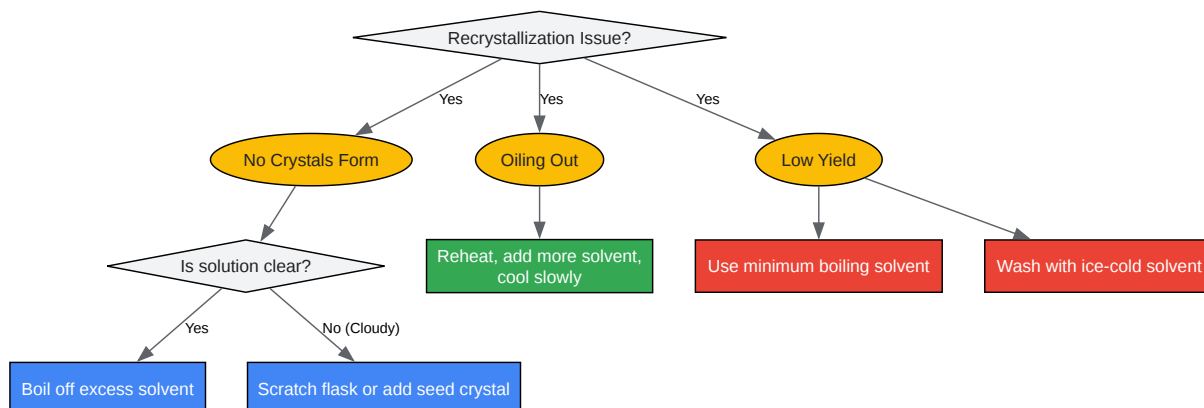 Recrystallization Issue?
Yes
Yes
Yes
No Crystals Form
Oiling Out
Low Yield
Is solution clear?
Reheat, add more solvent,
cool slowly
Use minimum boiling solvent
Wash with ice-cold solvent
Yes
No (Cloudy)
Boil off excess solvent
Scratch flask or add seed crystal